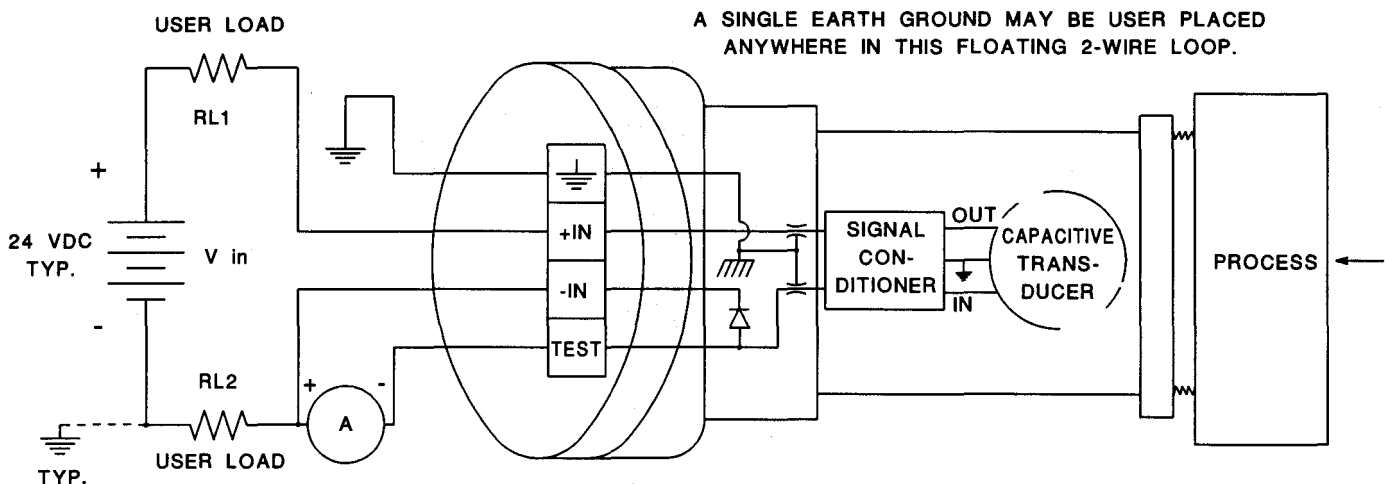 A SINGLE EARTH GROUND MAY BE USER PLACED
ANYWHERE IN THIS FLOATING 2-WIRE LOOP.
USER LOAD
RL1
+
24 VDC
TYP.
V in
-
+IN
-IN
TEST
SIGNAL
CON-
DITIONER
OUT
IN
CAPACITIVE
TRANS-
DUCER
PROCESS
RL2
USER LOAD
+
-
A
TYP.